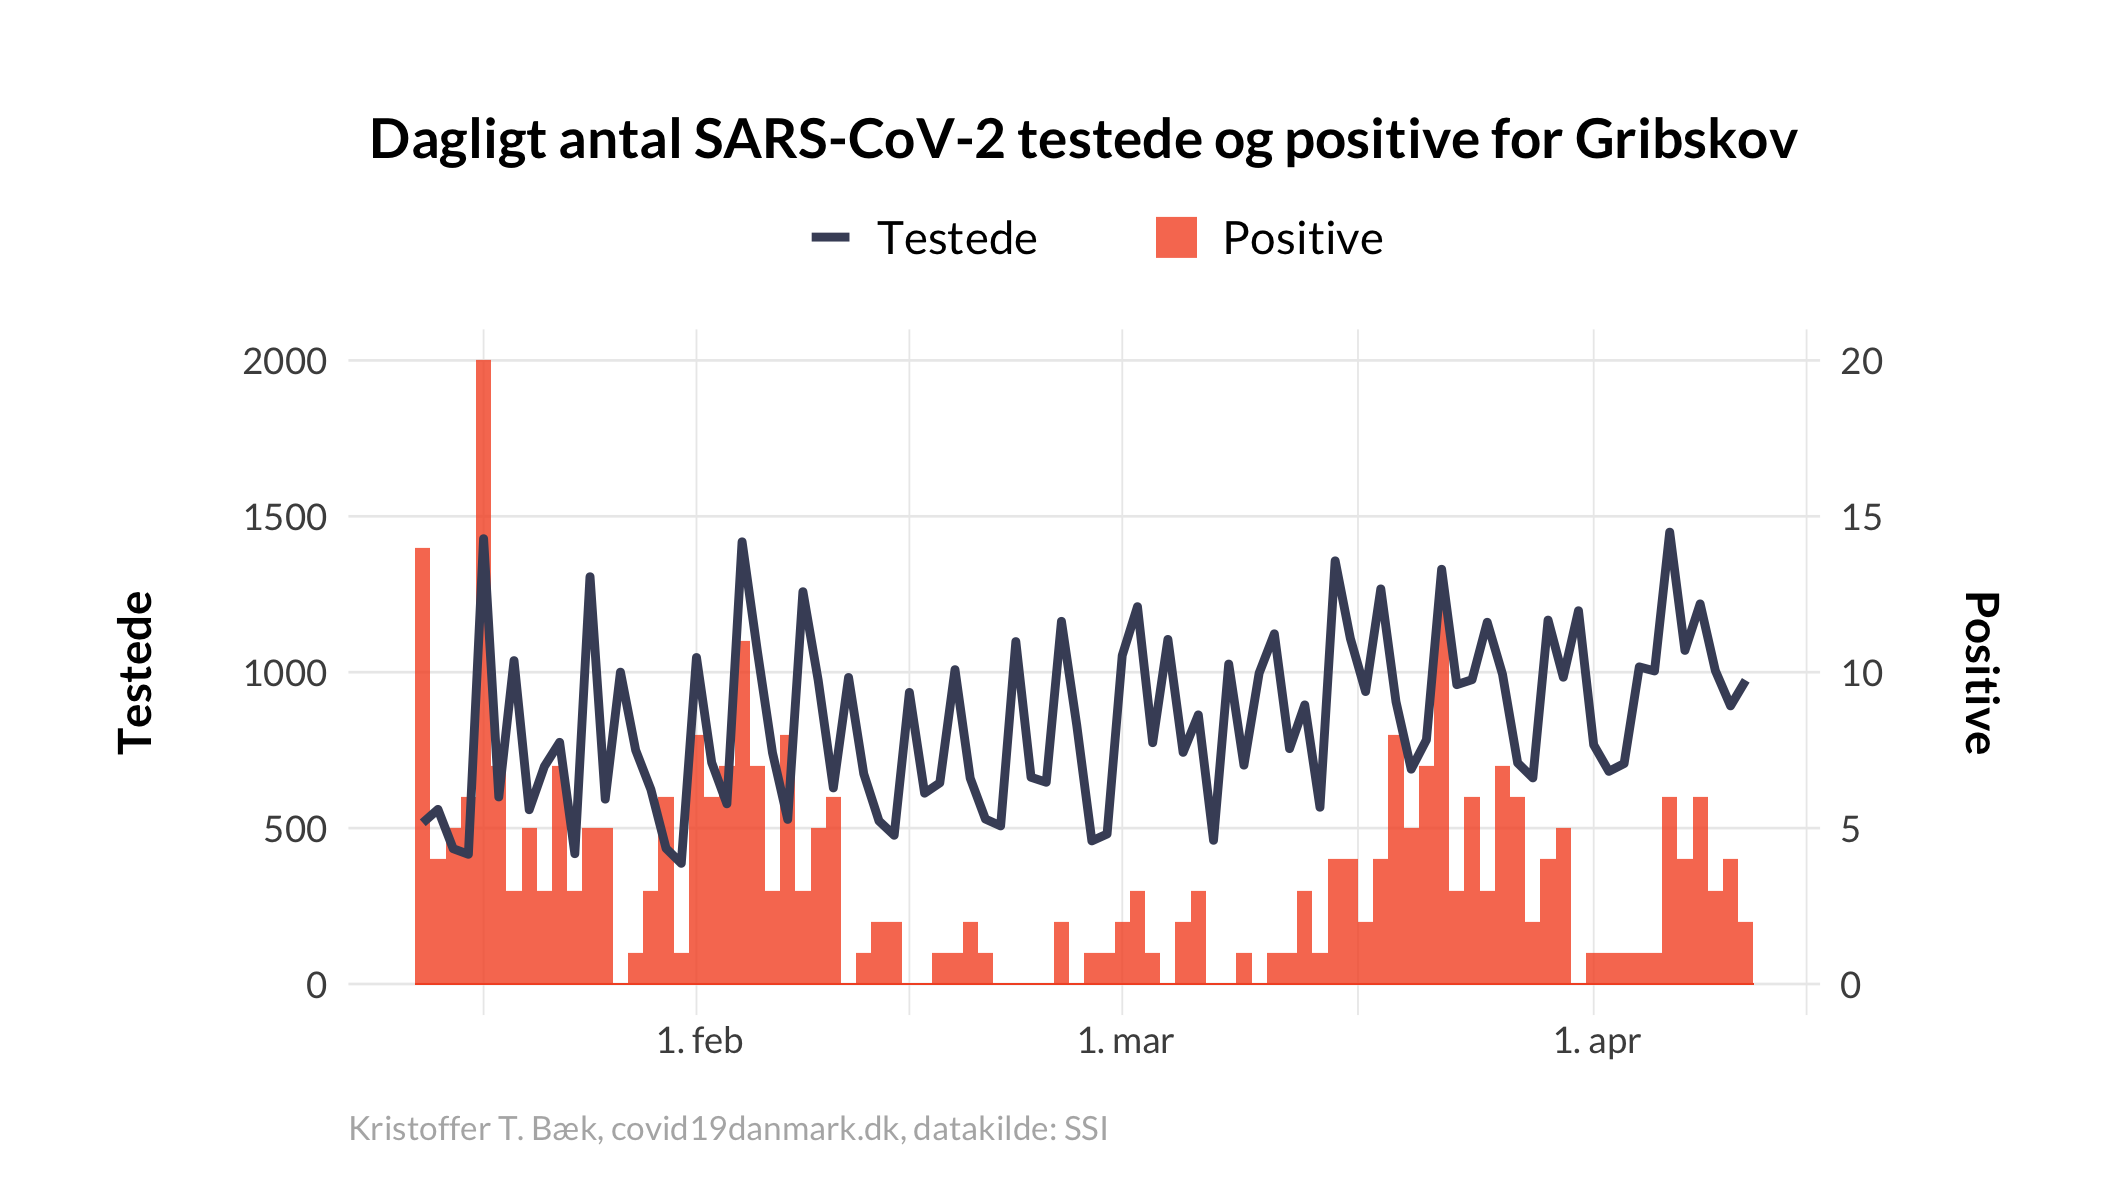 Dagligt antal SARS-CoV-2 testede og positive for Gribskov
Testede
Positive
2000
1500
1000
500
0
Testede
20
15
10
5
0
Positive
1. feb
1. mar
1. apr
Kristoffer T. Bæk, covid19danmark.dk, datakilde: SSI